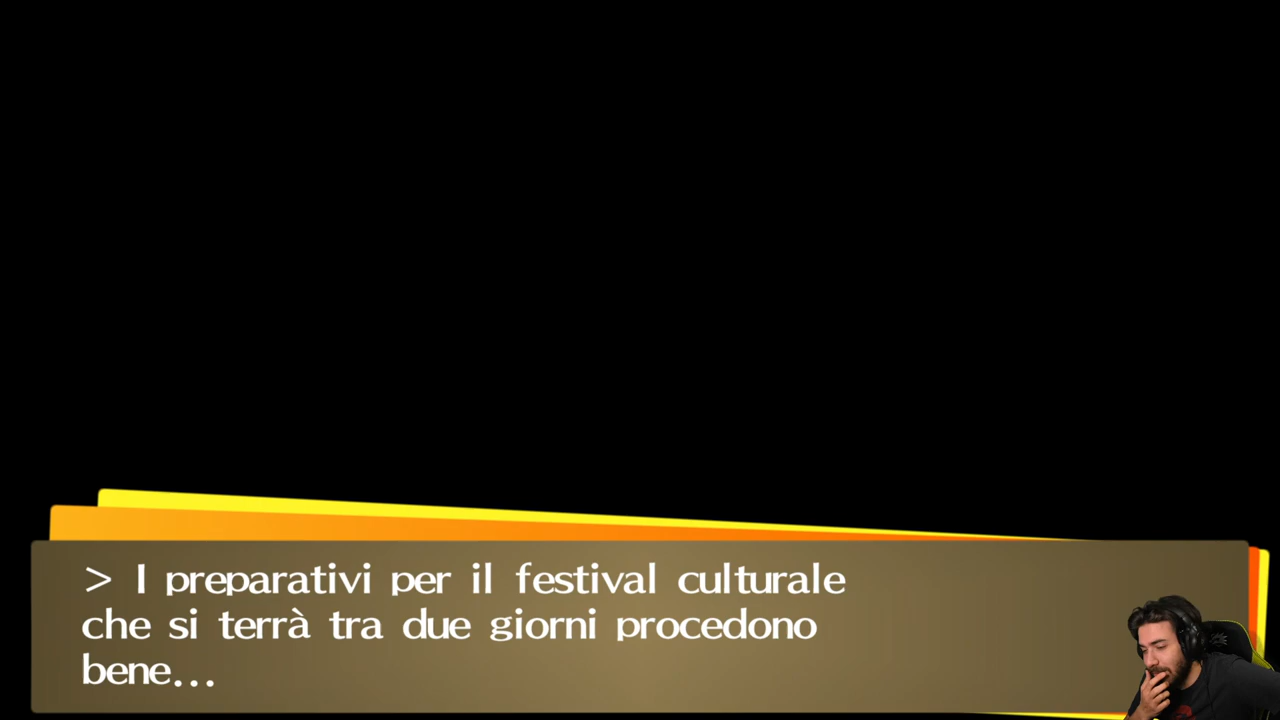 > I preparativi per il festival culturale
che si terrà tra due giorni procedono
bene...